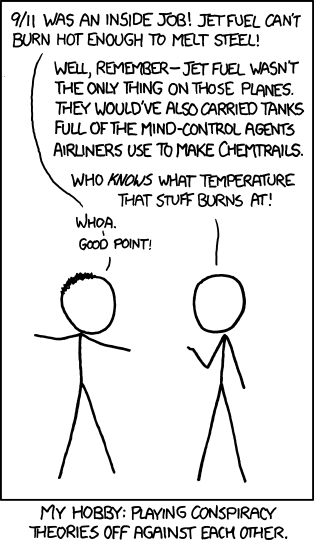 9/11 WAS AN INSIDE JOB! JET FUEL CAN'T
BURN HOT ENOUGH TO MELT STEEL!
WELL, REMEMBER—JET FUEL WASN'T
THE ONLY THING ON THOSE PLANES.
THEY WOULD'VE ALSO CARRIED TANKS
FULL OF THE MIND-CONTROL AGENTS
AIRLINERS USE TO MAKE CHEMTRAILS.
WHO KNOWS WHAT TEMPERATURE
THAT STUFF BURNS AT!
WHOA.
GOOD POINT!
MY HOBBY: PLAYING CONSPIRACY
THEORIES OFF AGAINST EACH OTHER.